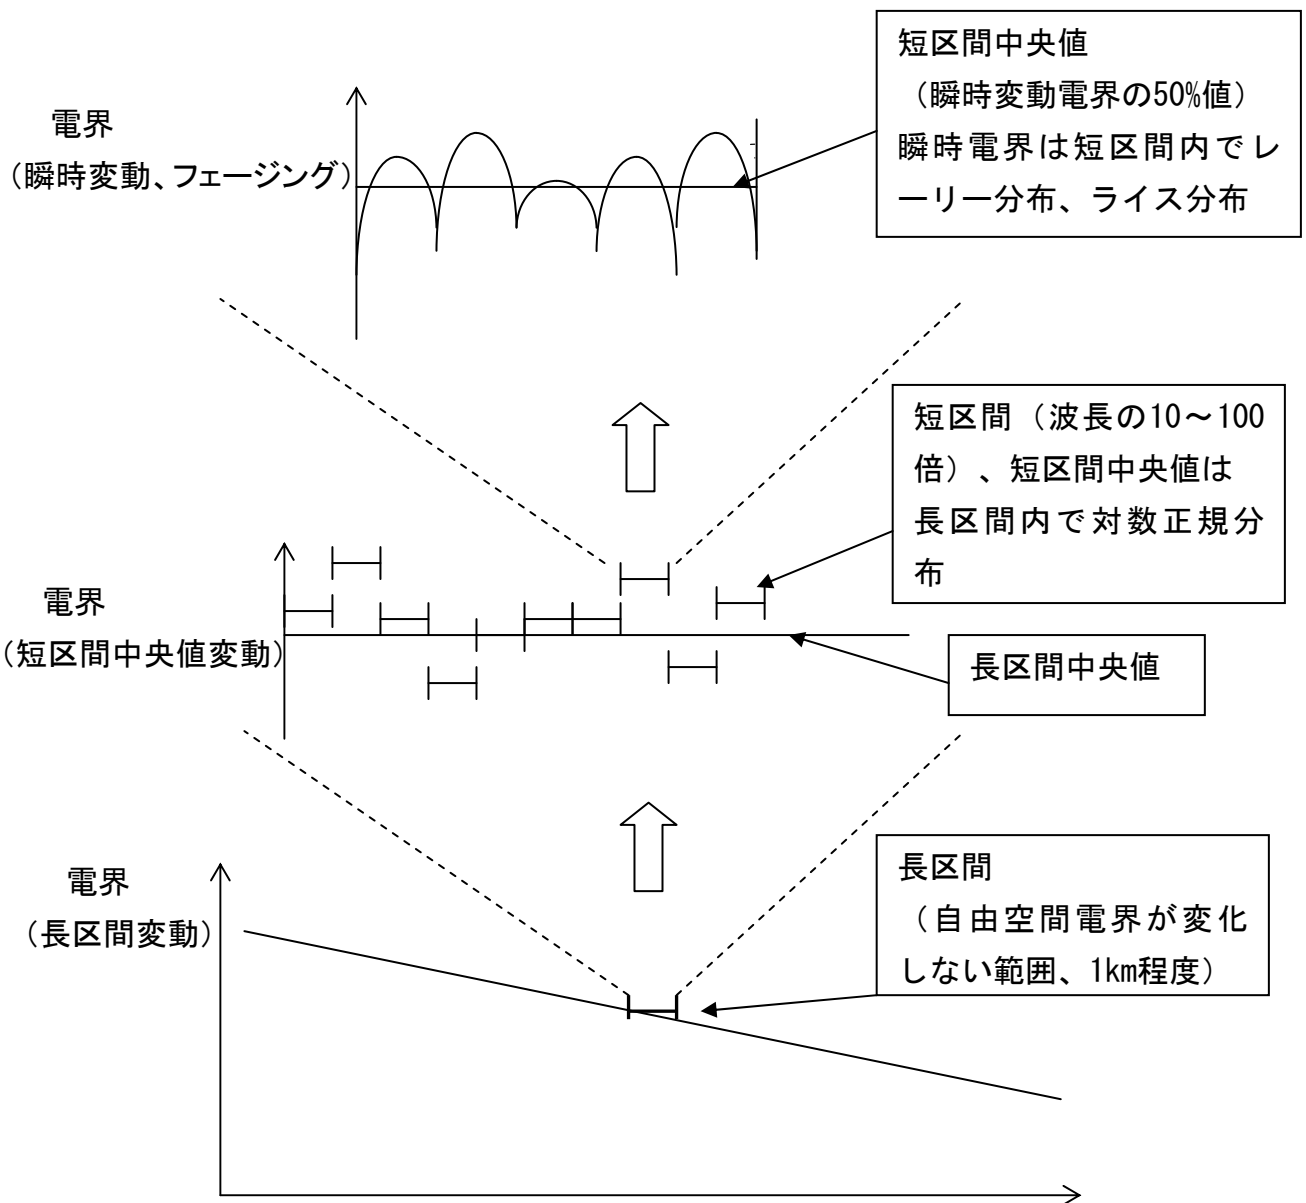 電界
(瞬時変動、フェージング)
短区間中央値
(瞬時変動電界の50%値)
瞬時電界は短区間内でレ
ーリー分布、ライス分布
電界
(短区間中央値変動)
短区間(波長の10～100
倍)、短区間中央値は
長区間内で対数正規分
布
長区間中央値
電界
(長区間変動)
長区間
(自由空間電界が変化
しない範囲、1km程度)